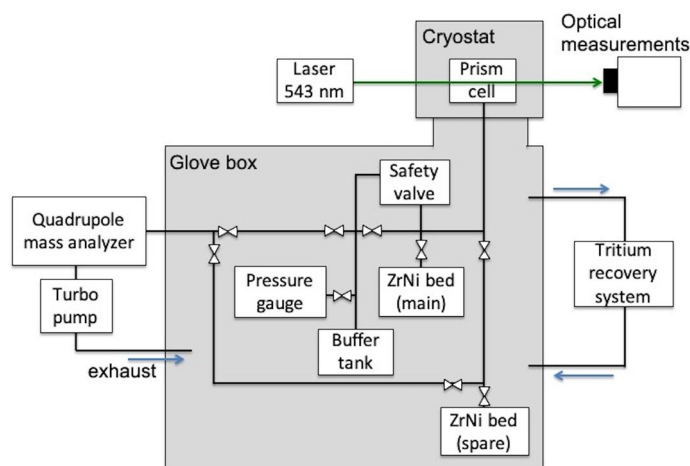 Optical
measurements
Cryostat
Laser
543 nm
Prism
cell
Glove box
Safety
valve
Quadrupole
mass analyzer
Tritium
recovery
system
Pressure
gauge
ZrNi bed
(main)
Turbo
pump
Buffer
tank
exhaust
ZrNi bed
(spare)